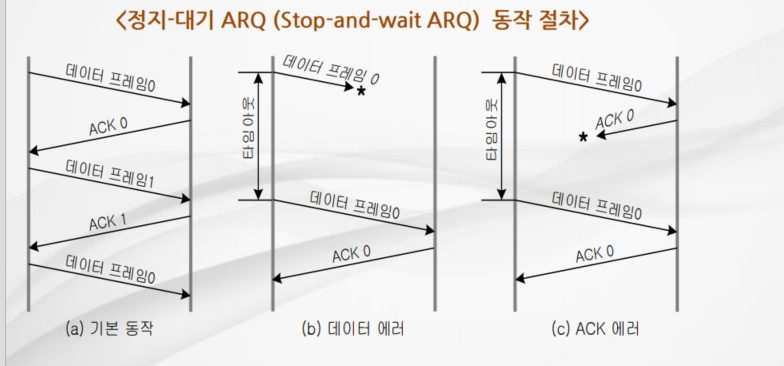 <정지-대기 ARQ (Stop-and-wait ARQ) 동작 절차>
데이터 프레임0
ACK 0
데이터 프레임1
ACK 1
데이터 프레임0
(a) 기본 동작
데이터 프레임 0
*
타임아웃
데이터 프레임0
ACK 0
(b) 데이터 에러
데이터 프레임0
ACK 0
*
타임아웃
데이터 프레임0
ACK 0
(c) ACK 에러